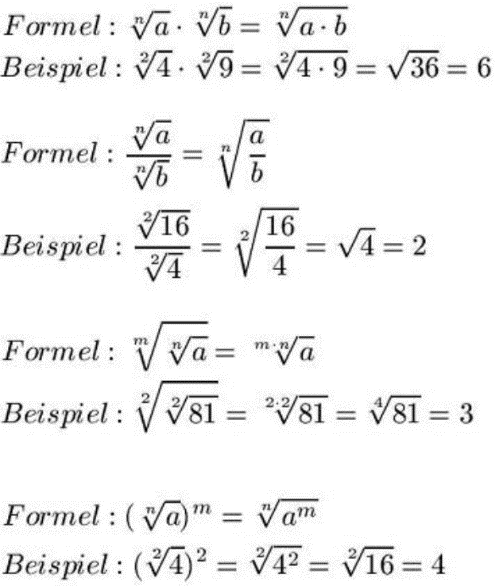 Formel : ⁿ√a · ⁿ√b = ⁿ√(a · b)
Beispiel : ²√4 · ²√9 = ²√(4 · 9) = √36 = 6
Formel : ⁿ√a / ⁿ√b = ⁿ√(a / b)
Beispiel : ²√16 / ²√4 = ²√(16 / 4) = √4 = 2
Formel : ᵐ√(ⁿ√a) = ᵐ·ⁿ√a
Beispiel : ²√(²√81) = ²·²√81 = ⁴√81 = 3
Formel : (ⁿ√a)ᵐ = ⁿ√(aᵐ)
Beispiel : (²√4)² = ²√(4²) = ²√16 = 4